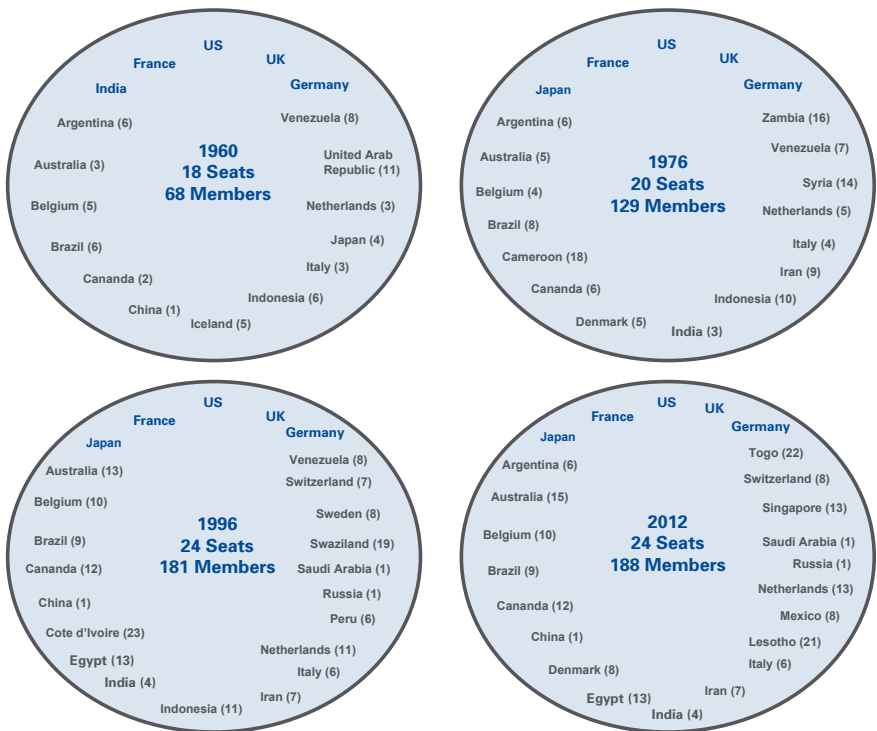 US
France
UK
India
Germany
Argentina (6)
Venezuela (8)
Australia (3)
United Arab
Republic (11)
1960
18 Seats
68 Members
Belgium (5)
Netherlands (3)
Brazil (6)
Japan (4)
Cananda (2)
Italy (3)
China (1)
Indonesia (6)
Iceland (5)
US
France
UK
Japan
Germany
Argentina (6)
Zambia (16)
Australia (5)
Venezuela (7)
1976
20 Seats
129 Members
Belgium (4)
Syria (14)
Brazil (8)
Netherlands (5)
Cameroon (18)
Italy (4)
Cananda (6)
Iran (9)
Denmark (5)
Indonesia (10)
India (3)
US
France
UK
Japan
Germany
Australia (13)
Venezuela (8)
Switzerland (7)
Belgium (10)
Sweden (8)
1996
24 Seats
181 Members
Brazil (9)
Swaziland (19)
Cananda (12)
Saudi Arabia (1)
China (1)
Russia (1)
Peru (6)
Cote d'Ivoire (23)
Netherlands (11)
Egypt (13)
Italy (6)
India (4)
Iran (7)
Indonesia (11)
US
France
UK
Japan
Germany
Argentina (6)
Togo (22)
Switzerland (8)
Australia (15)
Singapore (13)
2012
24 Seats
188 Members
Belgium (10)
Saudi Arabia (1)
Brazil (9)
Russia (1)
Netherlands (13)
Cananda (12)
Mexico (8)
China (1)
Lesotho (21)
Denmark (8)
Italy (6)
Egypt (13)
Iran (7)
India (4)